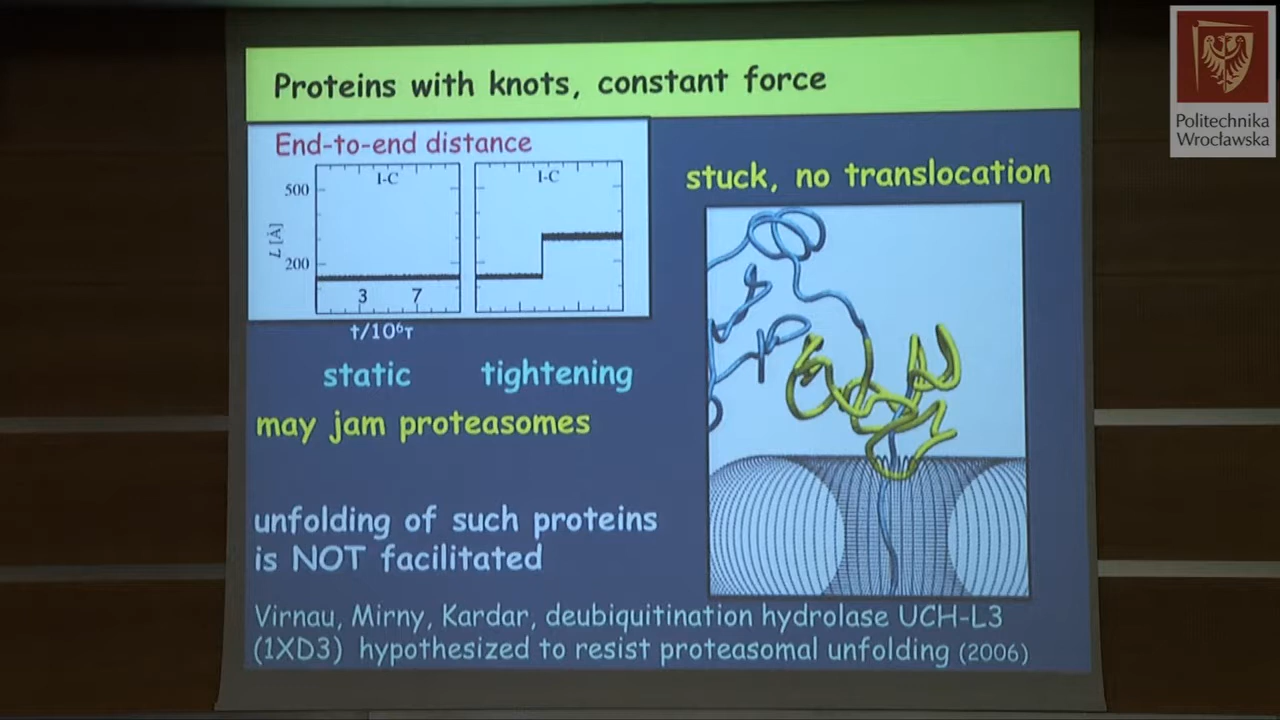 Proteins with knots, constant force
End-to-end distance
I-C
I-C
500
200
L [Å]
3 7
t/10⁶τ
static tightening
may jam proteasomes
stuck, no translocation
unfolding of such proteins
is NOT facilitated
Virnau, Mirny, Kardar, deubiquitination hydrolase UCH-L3
(1XD3) hypothesized to resist proteasomal unfolding (2006)
Politechnika
Wrocławska